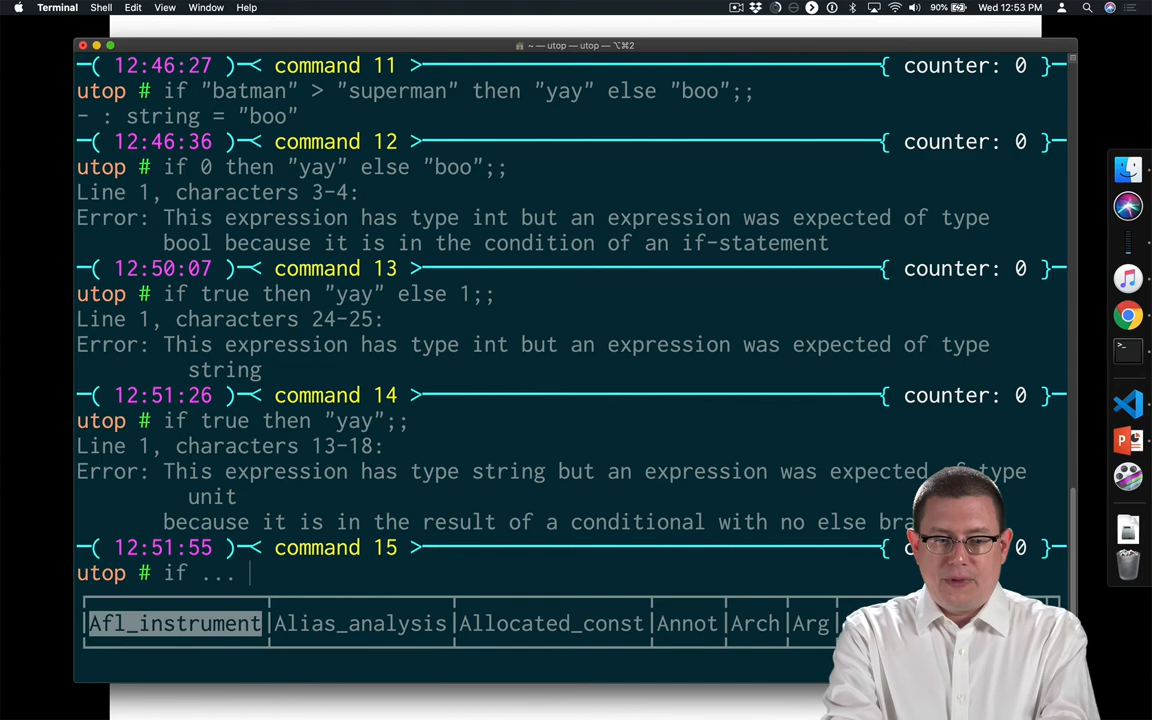 Terminal Shell Edit View Window Help 90% Wed 12:53 PM
~ — utop — utop — ⌥⌘2
─( 12:46:27 )─< command 11 >─{ counter: 0 }─
utop # if "batman" > "superman" then "yay" else "boo";;
- : string = "boo"
─( 12:46:36 )─< command 12 >─{ counter: 0 }─
utop # if 0 then "yay" else "boo";;
Line 1, characters 3-4:
Error: This expression has type int but an expression was expected of type
bool because it is in the condition of an if-statement
─( 12:50:07 )─< command 13 >─{ counter: 0 }─
utop # if true then "yay" else 1;;
Line 1, characters 24-25:
Error: This expression has type int but an expression was expected of type
string
─( 12:51:26 )─< command 14 >─{ counter: 0 }─
utop # if true then "yay";;
Line 1, characters 13-18:
Error: This expression has type string but an expression was expected of type
unit
because it is in the result of a conditional with no else
─( 12:51:55 )─< command 15 >─{ 0 }─
utop # if ...
Afl_instrument Alias_analysis Allocated_const Annot Arch Arg